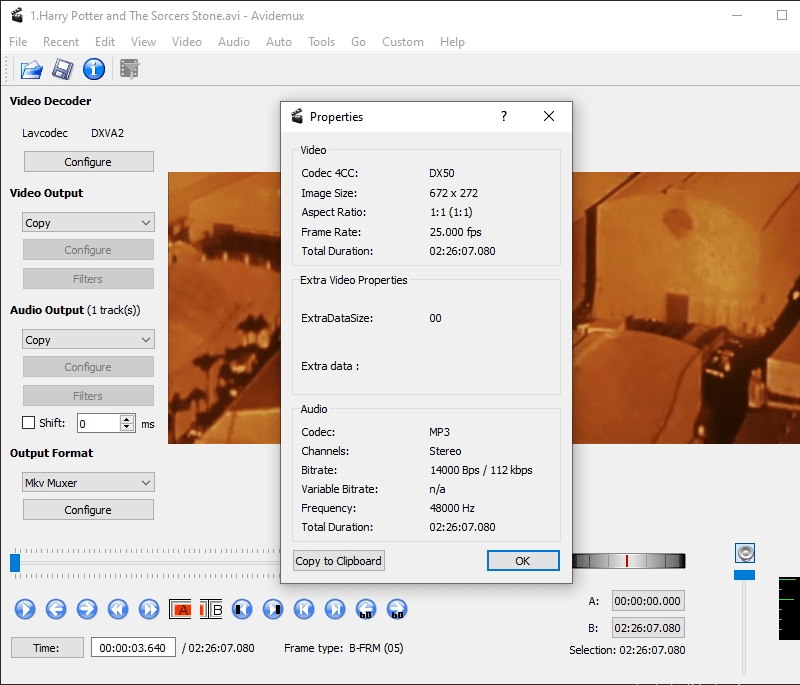 1.Harry Potter and The Sorcers Stone.avi - Avidemux
File Recent Edit View Video Audio Auto Tools Go Custom Help
Video Decoder
Lavcodec DXVA2
Configure
Video Output
Copy
Configure
Filters
Audio Output (1 track(s))
Copy
Configure
Filters
Shift: 0 ms
Output Format
Mkv Muxer
Configure
Properties ?
Video
Codec 4CC: DX50
Image Size: 672 x 272
Aspect Ratio: 1:1 (1:1)
Frame Rate: 25.000 fps
Total Duration: 02:26:07.080
Extra Video Properties
ExtraDataSize: 00
Extra data :
Audio
Codec: MP3
Channels: Stereo
Bitrate: 14000 Bps / 112 kbps
Variable Bitrate: n/a
Frequency: 48000 Hz
Total Duration: 02:26:07.080
Copy to Clipboard OK
A B
60 60
A: 00:00:00.000
B: 02:26:07.080
Selection: 02:26:07.080
Time: 00:00:03.640 / 02:26:07.080 Frame type: B-FRM (05)